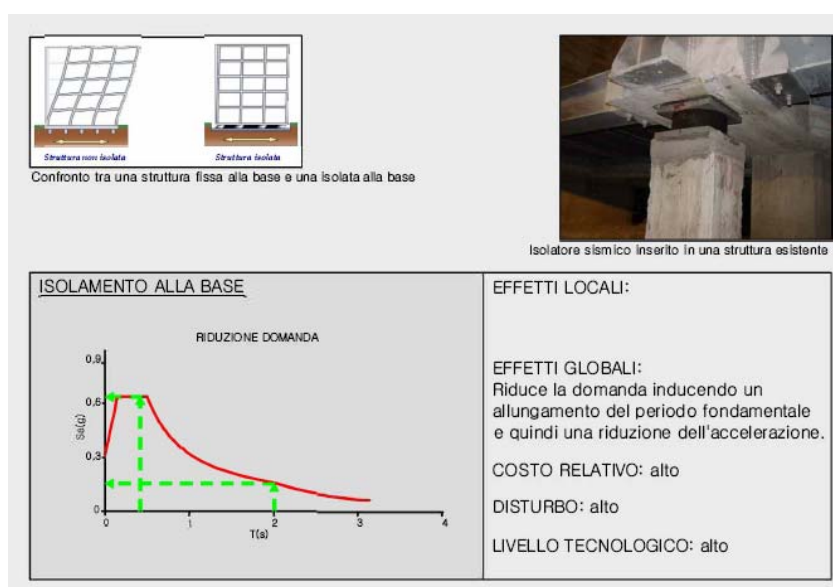 Struttura non isolata
Struttura isolata
Confronto tra una struttura fissa alla base e una isolata alla base
Isolatore sismico inserito in una struttura esistente
ISOLAMENTO ALLA BASE
RIDUZIONE DOMANDA
0.9
0.6
0.3
0
Sa(g)
0
1
2
3
4
T(s)
EFFETTI LOCALI:
EFFETTI GLOBALI:
Riduce la domanda inducendo un
allungamento del periodo fondamentale
e quindi una riduzione dell'accelerazione.
COSTO RELATIVO: alto
DISTURBO: alto
LIVELLO TECNOLOGICO: alto